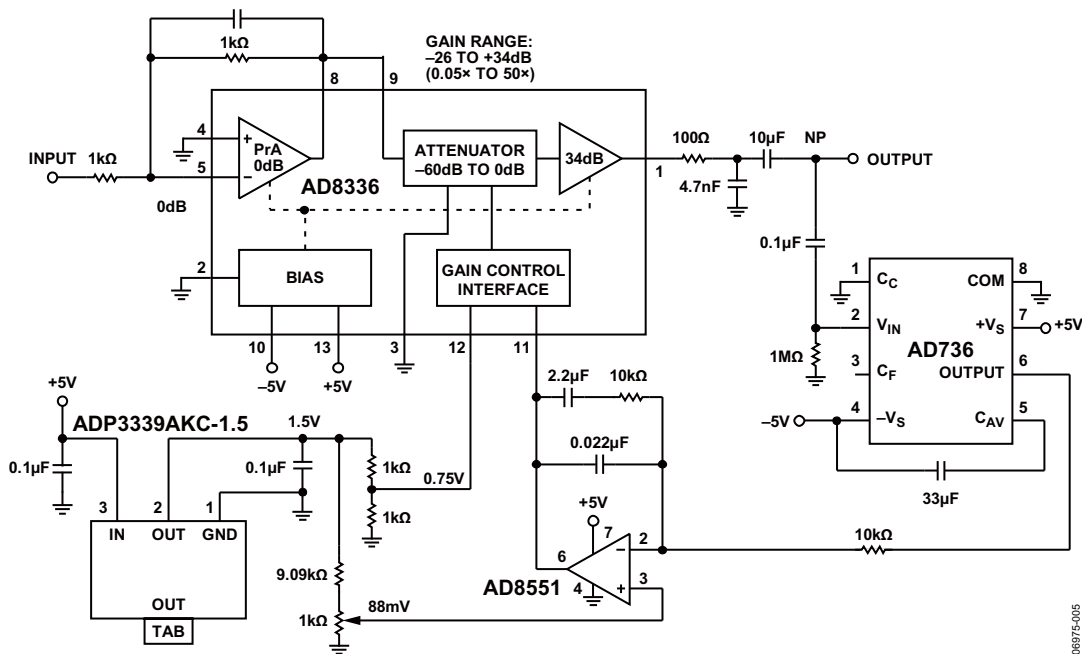 1kΩ
GAIN RANGE:
–26 TO +34dB
(0.05× TO 50×)
8
9
INPUT
1kΩ
4
5
+
–
PrA
0dB
0dB
AD8336
ATTENUATOR
–60dB TO 0dB
34dB
1
100Ω
10µF
NP
OUTPUT
4.7nF
0.1µF
2
BIAS
GAIN CONTROL
INTERFACE
10
13
3
12
11
–5V
+5V
1
CC
COM
8
2
VIN
+VS
7
+5V
AD736
1MΩ
3
CF
OUTPUT
6
–5V
4
–VS
CAV
5
33µF
2.2µF
10kΩ
0.022µF
+5V
ADP3339AKC-1.5
1.5V
0.1µF
0.1µF
1kΩ
0.75V
1kΩ
3
2
1
IN
OUT
GND
OUT
TAB
9.09kΩ
1kΩ
88mV
+5V
7
6
2
–
3
+
4
AD8551
10kΩ
06975-005